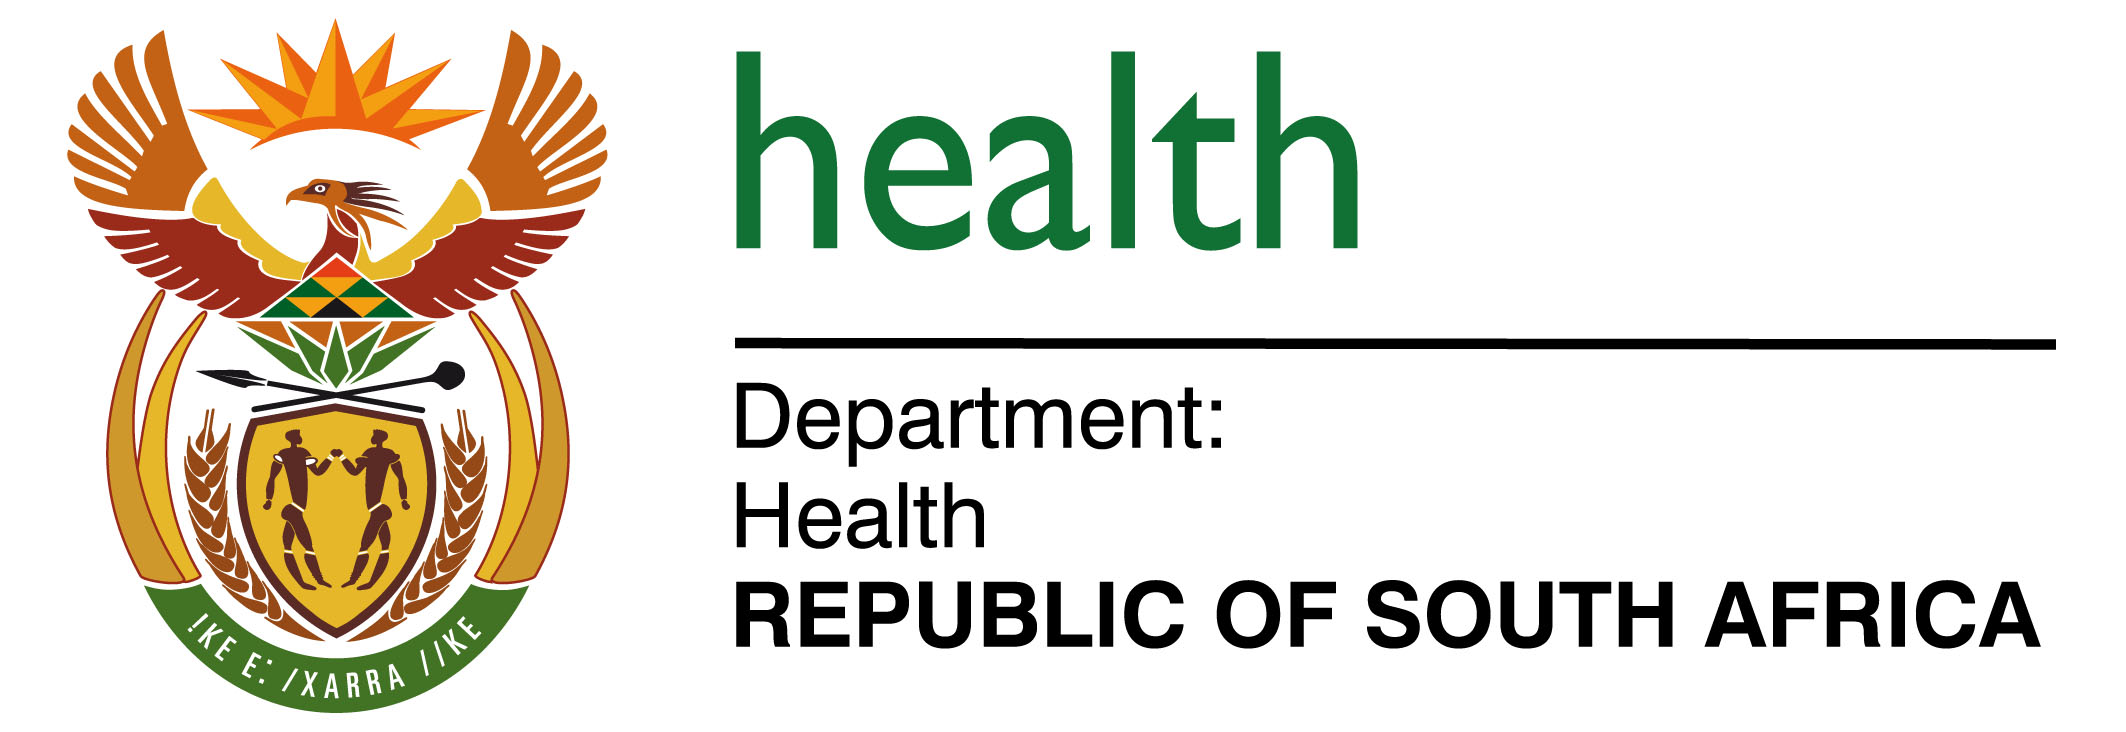 health
Department:
Health
REPUBLIC OF SOUTH AFRICA
!KE E: /XARRA //KE